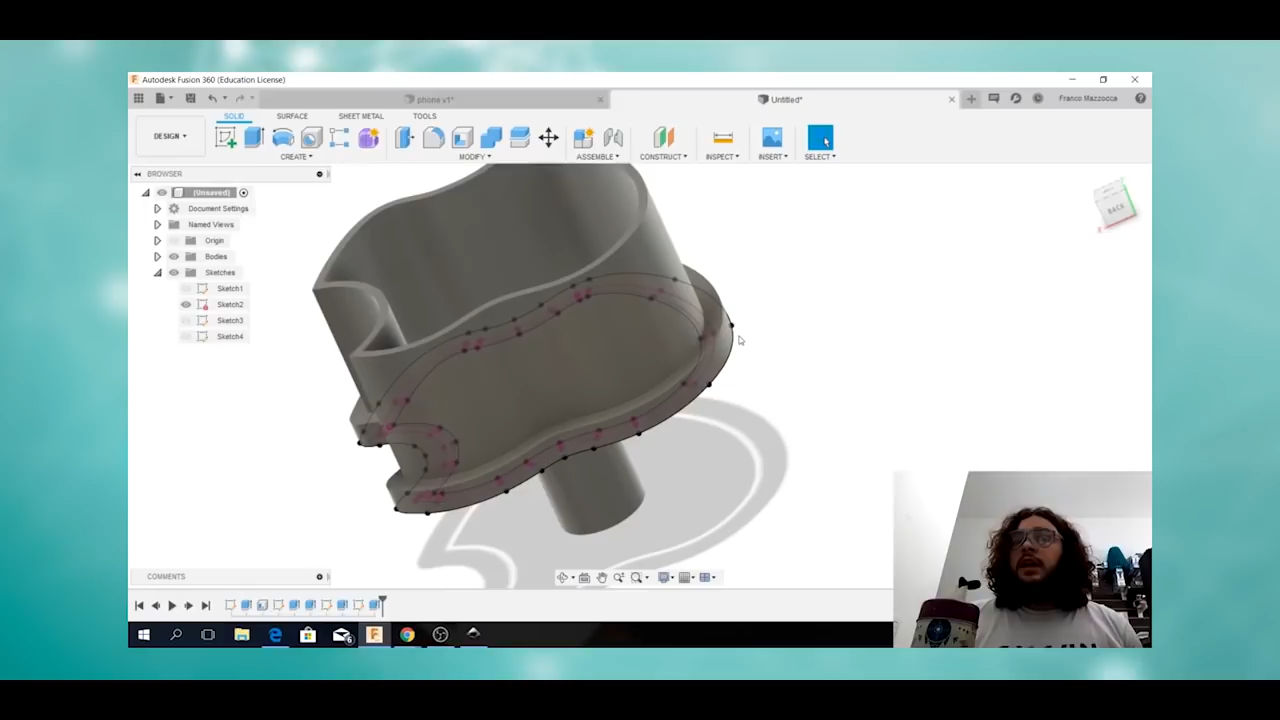 Autodesk Fusion 360 (Education License)
phone v1*
Untitled*
Franco Mazzocca
SOLID SURFACE SHEET METAL TOOLS
DESIGN
CREATE MODIFY ASSEMBLE CONSTRUCT INSPECT INSERT SELECT
BROWSER
(Unsaved)
Document Settings
Named Views
Origin
Bodies
Sketches
Sketch1
Sketch2
Sketch3
Sketch4
BACK
COMMENTS
6